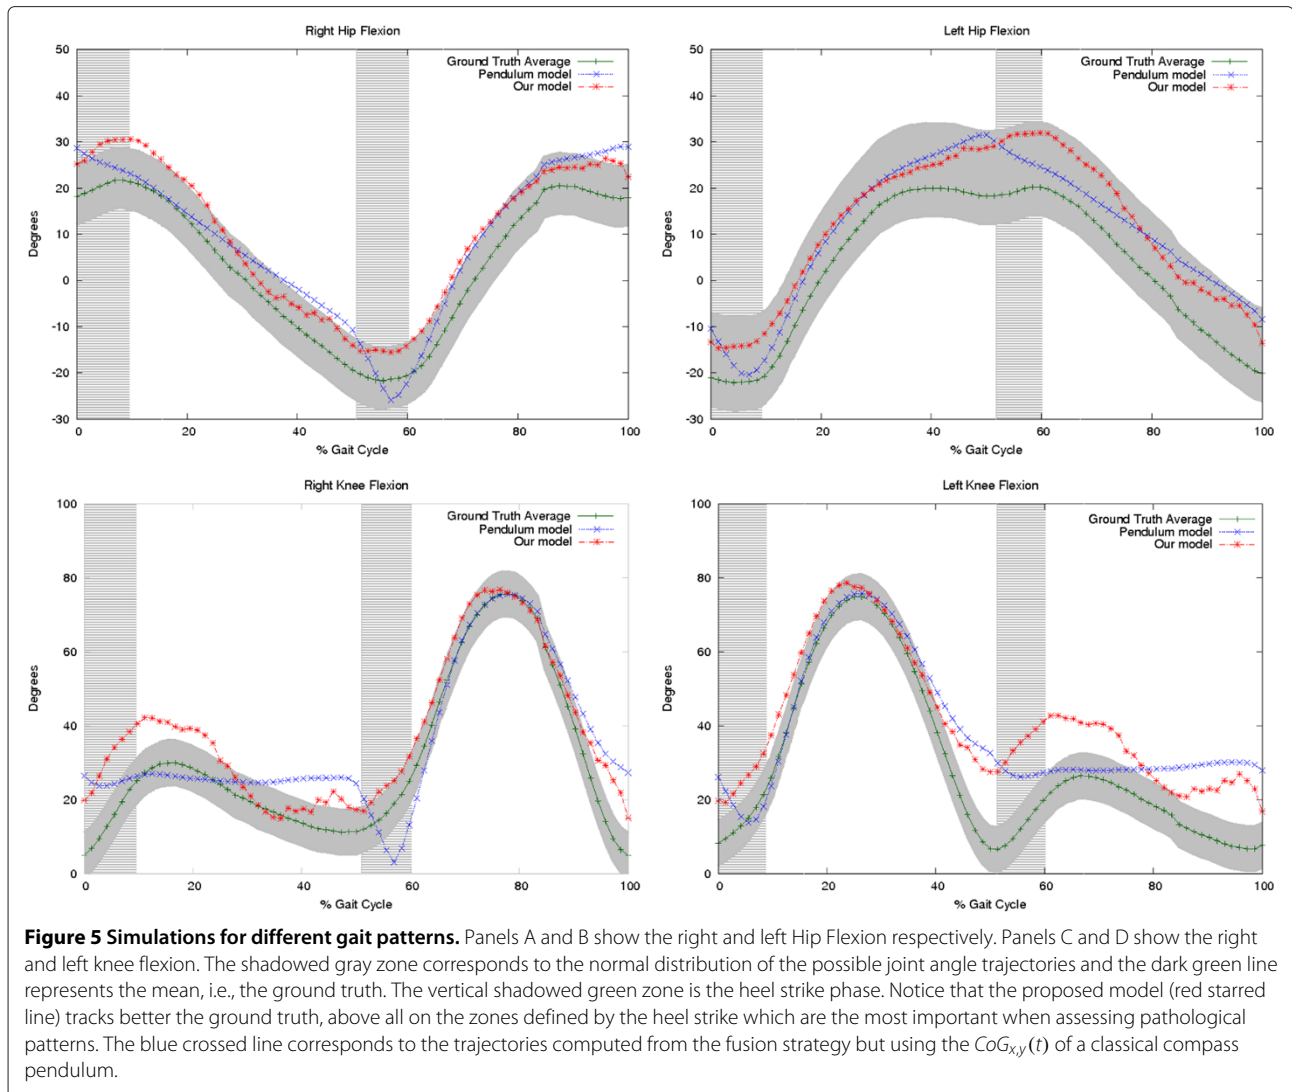 Right Hip Flexion
50
40
30
20
10
0
-10
-20
-30
Degrees
Ground Truth Average
Pendulum model
Our model
0 20 40 60 80 100
% Gait Cycle
Left Hip Flexion
50
40
30
20
10
0
-10
-20
-30
Degrees
Ground Truth Average
Pendulum model
Our model
0 20 40 60 80 100
% Gait Cycle
Right Knee Flexion
100
80
60
40
20
0
Degrees
Ground Truth Average
Pendulum model
Our model
0 20 40 60 80 100
% Gait Cycle
Left Knee Flexion
100
80
60
40
20
0
Degrees
Ground Truth Average
Pendulum model
Our model
0 20 40 60 80 100
% Gait Cycle
Figure 5 Simulations for different gait patterns. Panels A and B show the right and left Hip Flexion respectively. Panels C and D show the right
and left knee flexion. The shadowed gray zone corresponds to the normal distribution of the possible joint angle trajectories and the dark green line
represents the mean, i.e., the ground truth. The vertical shadowed green zone is the heel strike phase. Notice that the proposed model (red starred
line) tracks better the ground truth, above all on the zones defined by the heel strike which are the most important when assessing pathological
patterns. The blue crossed line corresponds to the trajectories computed from the fusion strategy but using the CoGx,y(t) of a classical compass
pendulum.